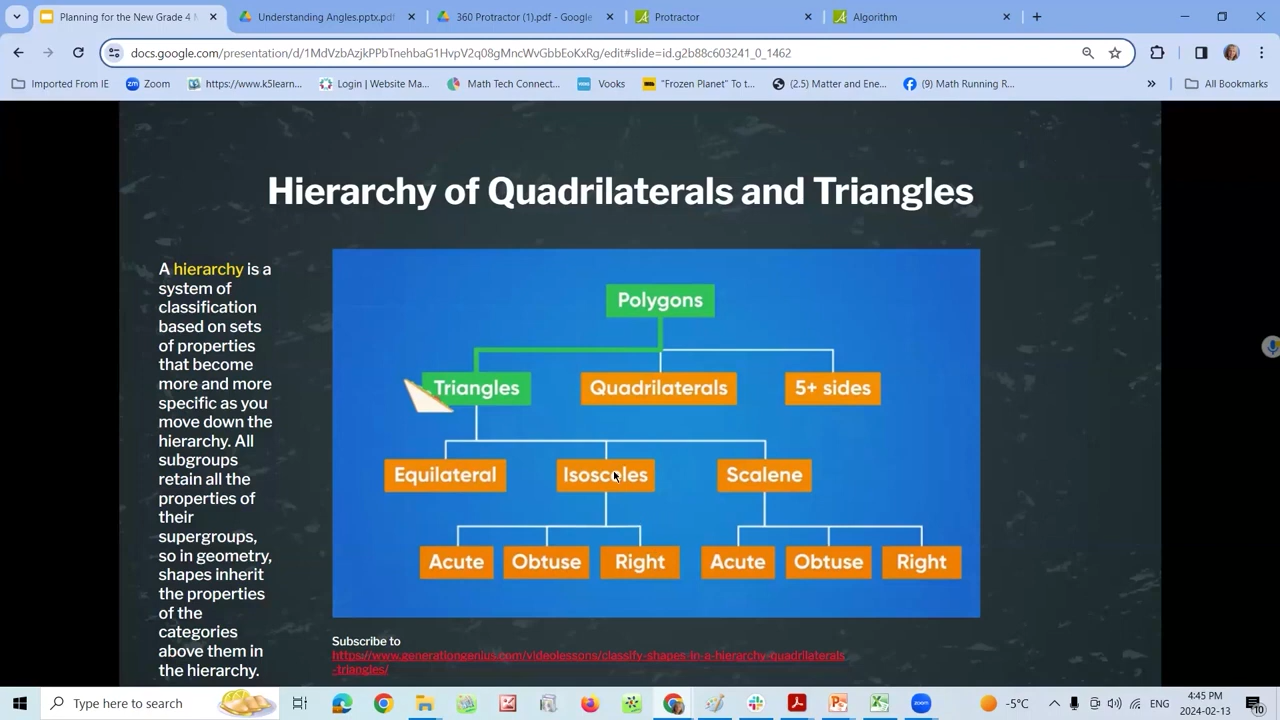 Planning for the New Grade 4
Understanding Angles.pptx.pdf
360 Protractor (1).pdf - Google
Protractor
Algorithm
docs.google.com/presentation/d/1MdVzbAzjkPPbTnehbaG1HvpV2q08gMncWvGbbEoKxRg/edit#slide=id.g2b88c603241_0_1462
Imported From IE
Zoom
https://www.k5learn...
Login | Website Ma...
Math Tech Connect...
Vooks
"Frozen Planet" To t...
(2.5) Matter and Ene...
(9) Math Running R...
All Bookmarks
Hierarchy of Quadrilaterals and Triangles
A hierarchy is a
system of
classification
based on sets
of properties
that become
more and more
specific as you
move down the
hierarchy. All
subgroups
retain all the
properties of
their
supergroups,
so in geometry,
shapes inherit
the properties
of the
categories
above them in
the hierarchy.
Polygons
Triangles
Quadrilaterals
5+ sides
Equilateral
Isosceles
Scalene
Acute
Obtuse
Right
Acute
Obtuse
Right
Subscribe to
https://www.generationgenius.com/videolessons/classify-shapes-in-a-hierarchy-quadrilaterals
-triangles/
Type here to search
-5°C
ENG
4:45 PM
2024-02-13
10